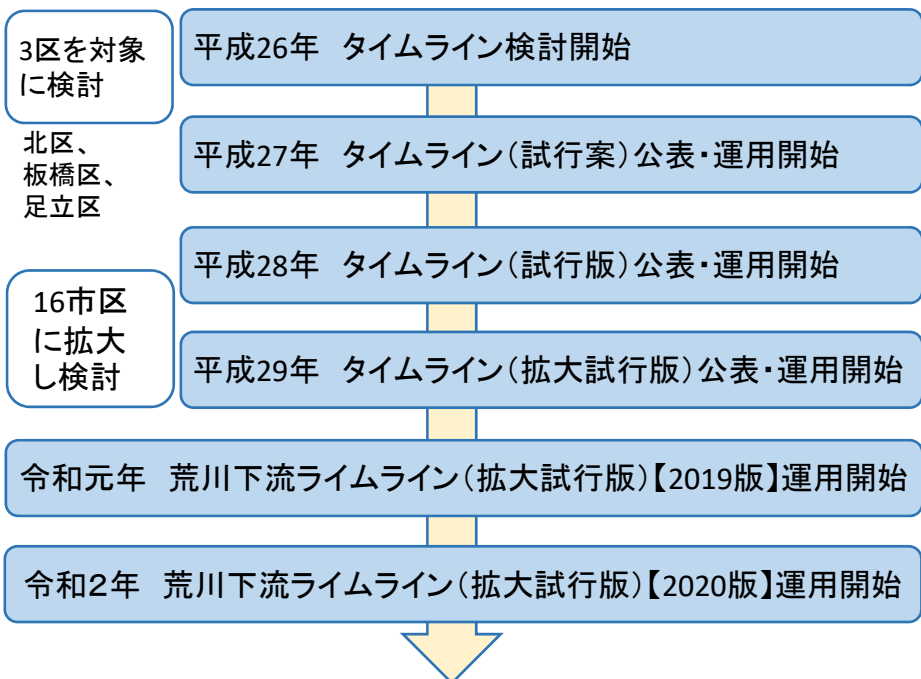 3区を対象
に検討
北区、
板橋区、
足立区
平成26年 タイムライン検討開始
平成27年 タイムライン(試行案)公表・運用開始
16市区
に拡大
し検討
平成28年 タイムライン(試行版)公表・運用開始
平成29年 タイムライン(拡大試行版)公表・運用開始
令和元年 荒川下流ライムライン(拡大試行版)【2019版】運用開始
令和2年 荒川下流ライムライン(拡大試行版)【2020版】運用開始